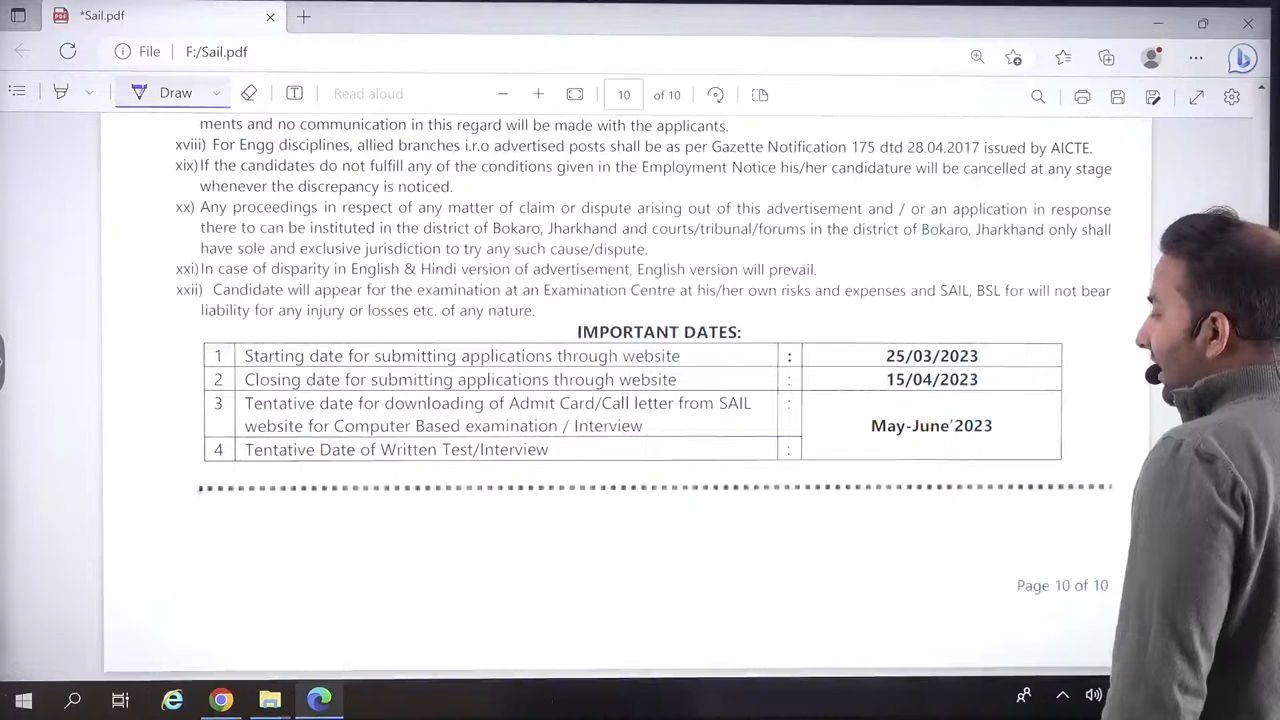 *Sail.pdf
File F:/Sail.pdf
Draw
Read aloud
10 of 10
ments and no communication in this regard will be made with the applicants.
xviii) For Engg disciplines, allied branches i.r.o advertised posts shall be as per Gazette Notification 175 dtd 28.04.2017 issued by AICTE.
xix) If the candidates do not fulfill any of the conditions given in the Employment Notice his/her candidature will be cancelled at any stage
whenever the discrepancy is noticed.
xx) Any proceedings in respect of any matter of claim or dispute arising out of this advertisement and / or an application in response
there to can be instituted in the district of Bokaro, Jharkhand and courts/tribunal/forums in the district of Bokaro, Jharkhand only shall
have sole and exclusive jurisdiction to try any such cause/dispute.
xxi) In case of disparity in English & Hindi version of advertisement, English version will prevail.
xxii) Candidate will appear for the examination at an Examination Centre at his/her own risks and expenses and SAIL, BSL for will not bear
liability for any injury or losses etc. of any nature.
IMPORTANT DATES:
1 Starting date for submitting applications through website : 25/03/2023
2 Closing date for submitting applications through website : 15/04/2023
3 Tentative date for downloading of Admit Card/Call letter from SAIL :
website for Computer Based examination / Interview May-June'2023
4 Tentative Date of Written Test/Interview :
Page 10 of 10